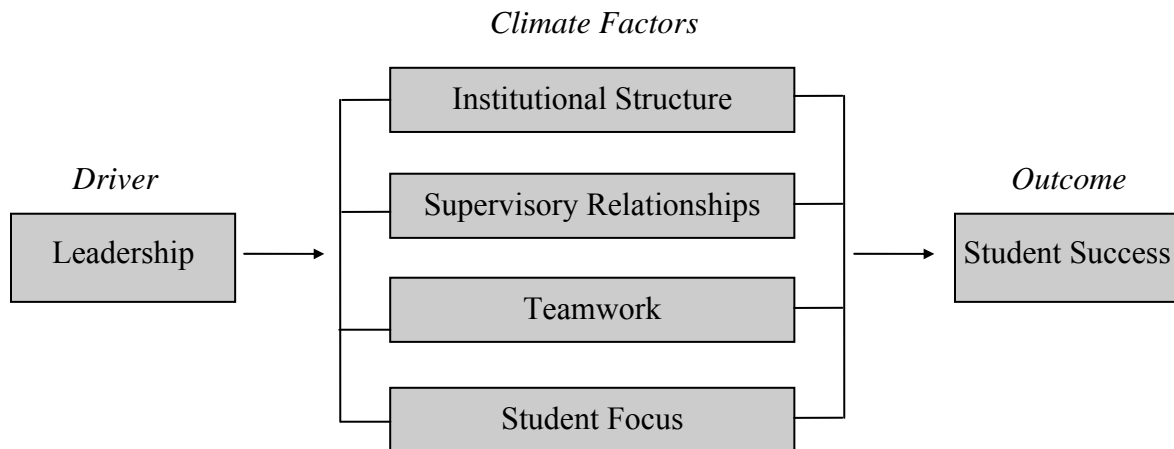 Climate Factors
Institutional Structure
Driver
Leadership
Supervisory Relationships
Teamwork
Student Focus
Outcome
Student Success